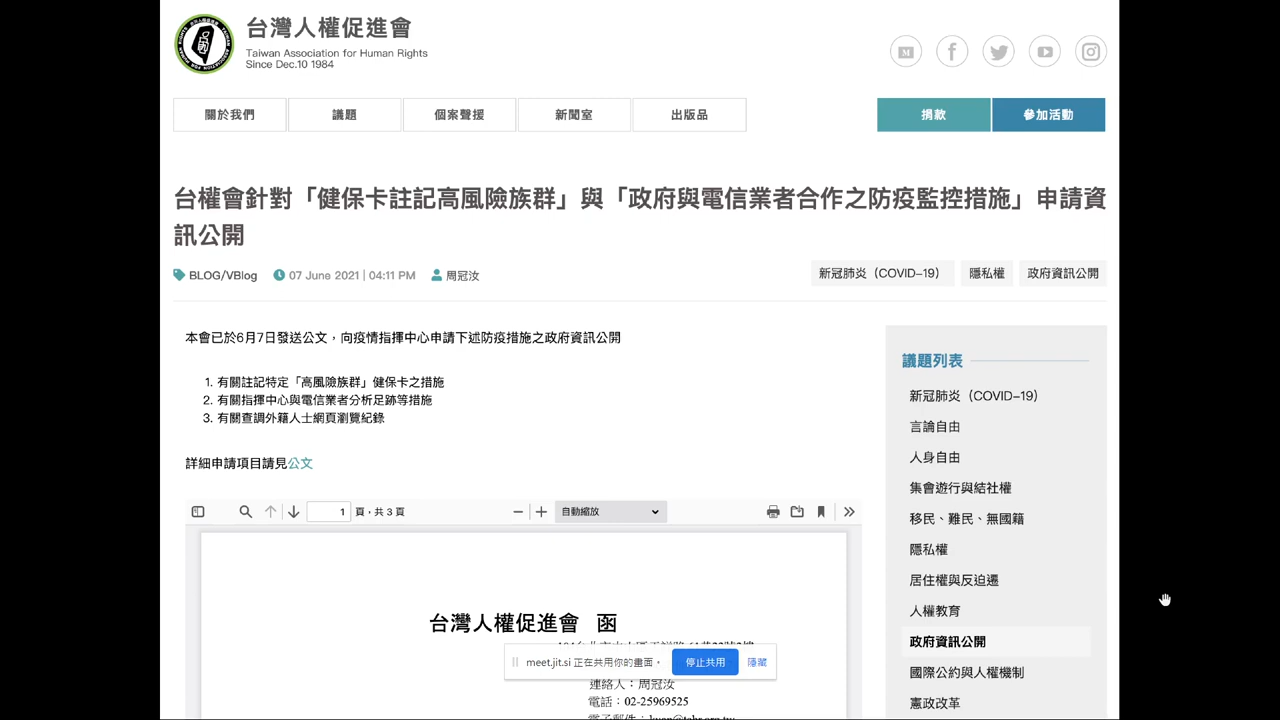 台灣人權促進會
Taiwan Association for Human Rights
Since Dec.10 1984
關於我們
議題
個案聲援
新聞室
出版品
捐款
參加活動
台權會針對「健保卡註記高風險族群」與「政府與電信業者合作之防疫監控措施」申請資
訊公開
BLOG/VBlog
07 June 2021 | 04:11 PM
周冠汝
新冠肺炎（COVID-19）
隱私權
政府資訊公開
本會已於6月7日發送公文，向疫情指揮中心申請下述防疫措施之政府資訊公開
1. 有關註記特定「高風險族群」健保卡之措施
2. 有關指揮中心與電信業者分析足跡等措施
3. 有關查調外籍人士網頁瀏覽紀錄
詳細申請項目請見公文
1 頁，共 3 頁
自動縮放
台灣人權促進會 函
meet.jit.si 正在共用你的畫面。
停止共用
隱藏
連絡人：周冠汝
電話：02-25969525
議題列表
新冠肺炎（COVID-19）
言論自由
人身自由
集會遊行與結社權
移民、難民、無國籍
隱私權
居住權與反迫遷
人權教育
政府資訊公開
國際公約與人權機制
憲政改革